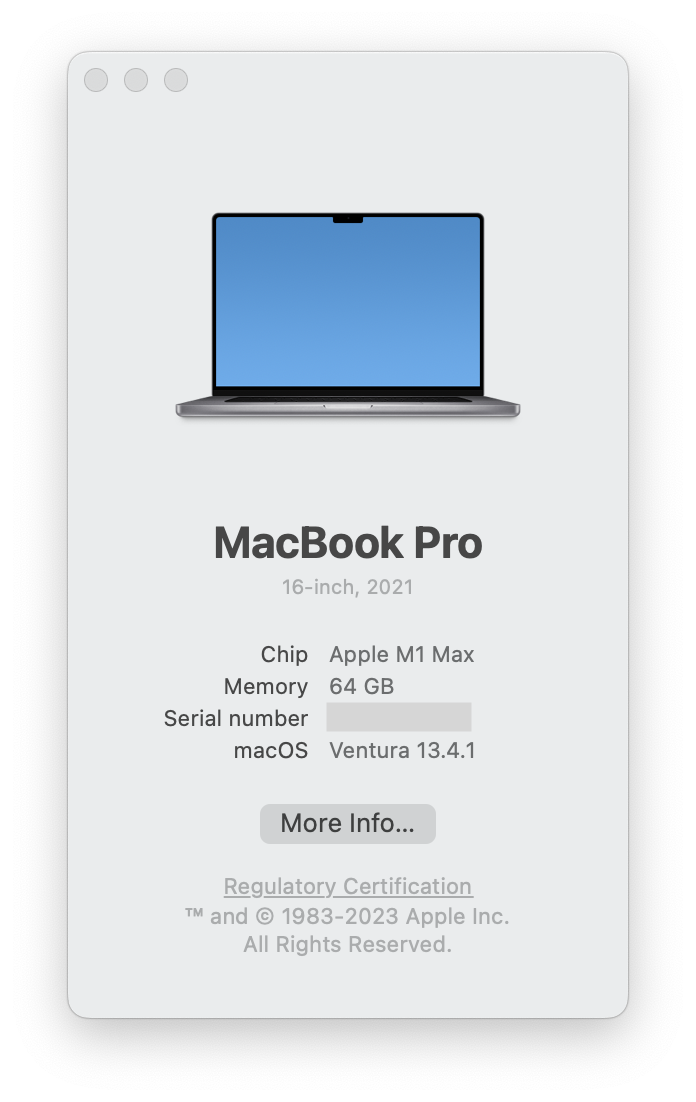 MacBook Pro
16-inch, 2021
Chip Apple M1 Max
Memory 64 GB
Serial number
macOS Ventura 13.4.1
More Info...
Regulatory Certification
™ and © 1983-2023 Apple Inc.
All Rights Reserved.